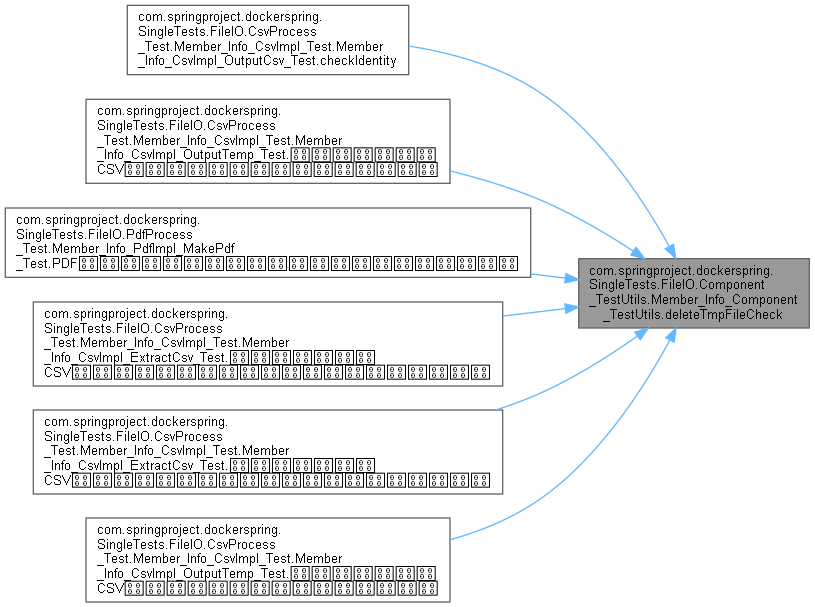 com.springproject.dockerspring.
SingleTests.FileIO.CsvProcess
_Test.Member_Info_CsvImpl_Test.Member
_Info_CsvImpl_OutputCsv_Test.checkIdentity
com.springproject.dockerspring.
SingleTests.FileIO.CsvProcess
_Test.Member_Info_CsvImpl_Test.Member
_Info_CsvImpl_OutputTemp_Test.
CSV
com.springproject.dockerspring.
SingleTests.FileIO.PdfProcess
_Test.Member_Info_PdfImpl_MakePdf
_Test.PDF
com.springproject.dockerspring.
SingleTests.FileIO.CsvProcess
_Test.Member_Info_CsvImpl_Test.Member
_Info_CsvImpl_ExtractCsv_Test.
CSV
com.springproject.dockerspring.
SingleTests.FileIO.CsvProcess
_Test.Member_Info_CsvImpl_Test.Member
_Info_CsvImpl_ExtractCsv_Test.
CSV
com.springproject.dockerspring.
SingleTests.FileIO.CsvProcess
_Test.Member_Info_CsvImpl_Test.Member
_Info_CsvImpl_OutputTemp_Test.
CSV
com.springproject.dockerspring.
SingleTests.FileIO.Component
_TestUtils.Member_Info_Component
_TestUtils.deleteTmpFileCheck